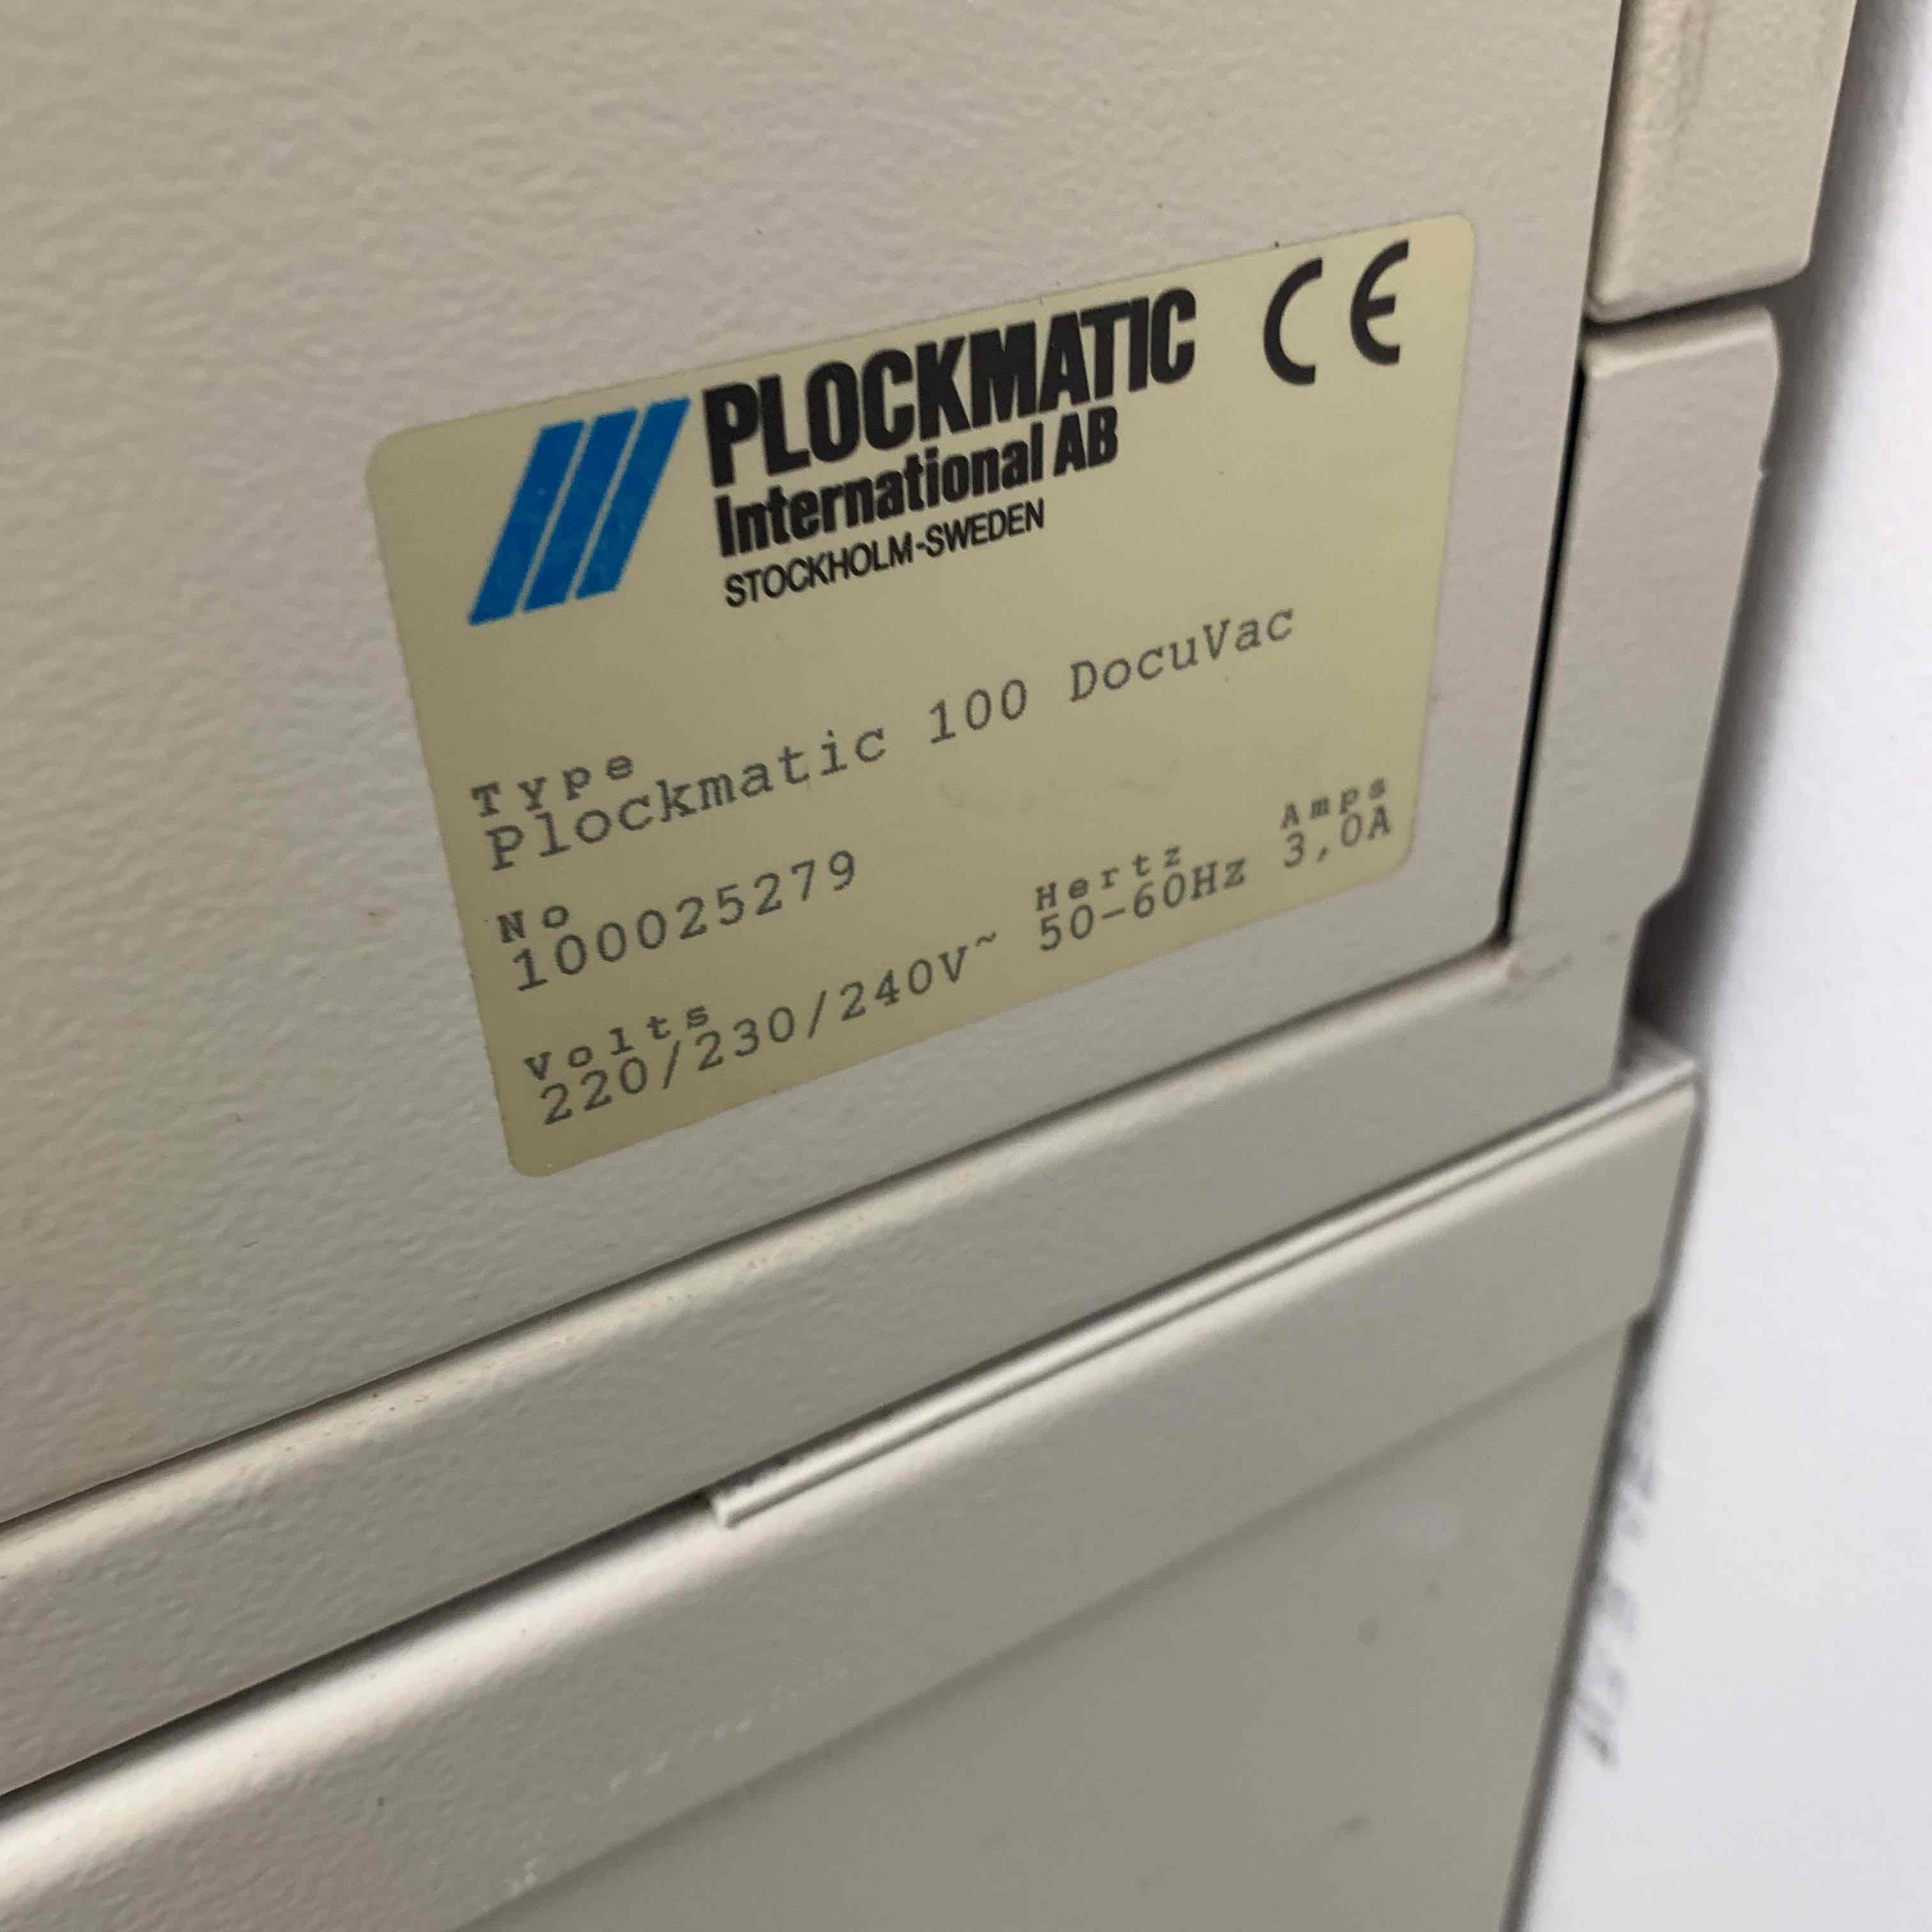 PLOCKMATIC CE
International AB
STOCKHOLM-SWEDEN
Type
Plockmatic 100 DocuVac
No
100025279
Volts Hertz Amps
220/230/240V~ 50-60Hz 3,0A